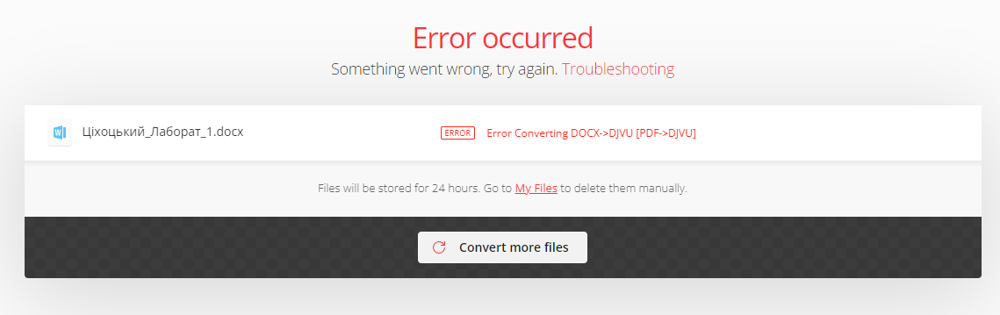 Error occurred
Something went wrong, try again. Troubleshooting
W
Ціхоцький_Лаборат_1.docx
ERROR
Error Converting DOCX->DJVU [PDF->DJVU]
Files will be stored for 24 hours. Go to My Files to delete them manually.
Convert more files